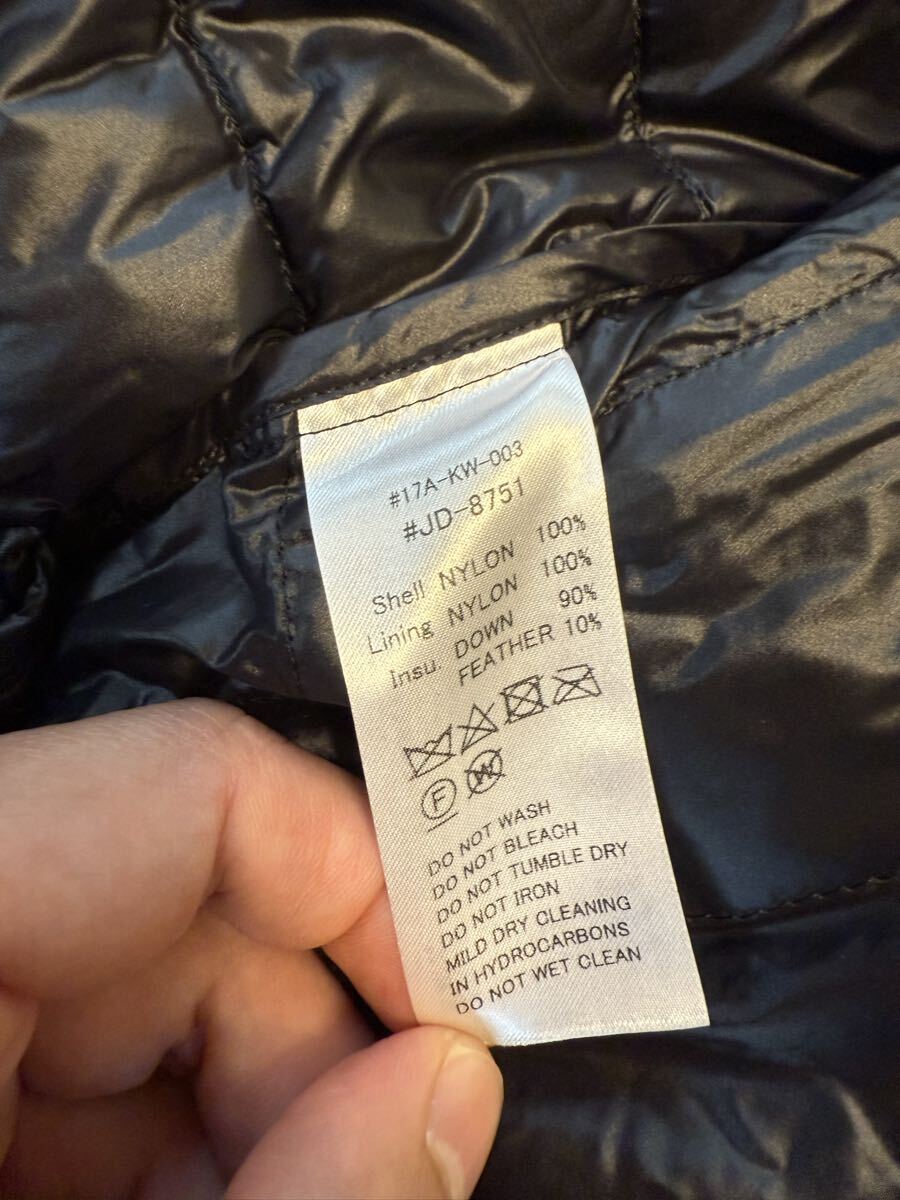 #17A-KW-003
#JD-8751
Shell NYLON 100%
Lining NYLON 100%
Insu. DOWN 90%
FEATHER 10%
F W
DO NOT WASH
DO NOT BLEACH
DO NOT TUMBLE DRY
DO NOT IRON
MILD DRY CLEANING
IN HYDROCARBONS
DO NOT WET CLEAN